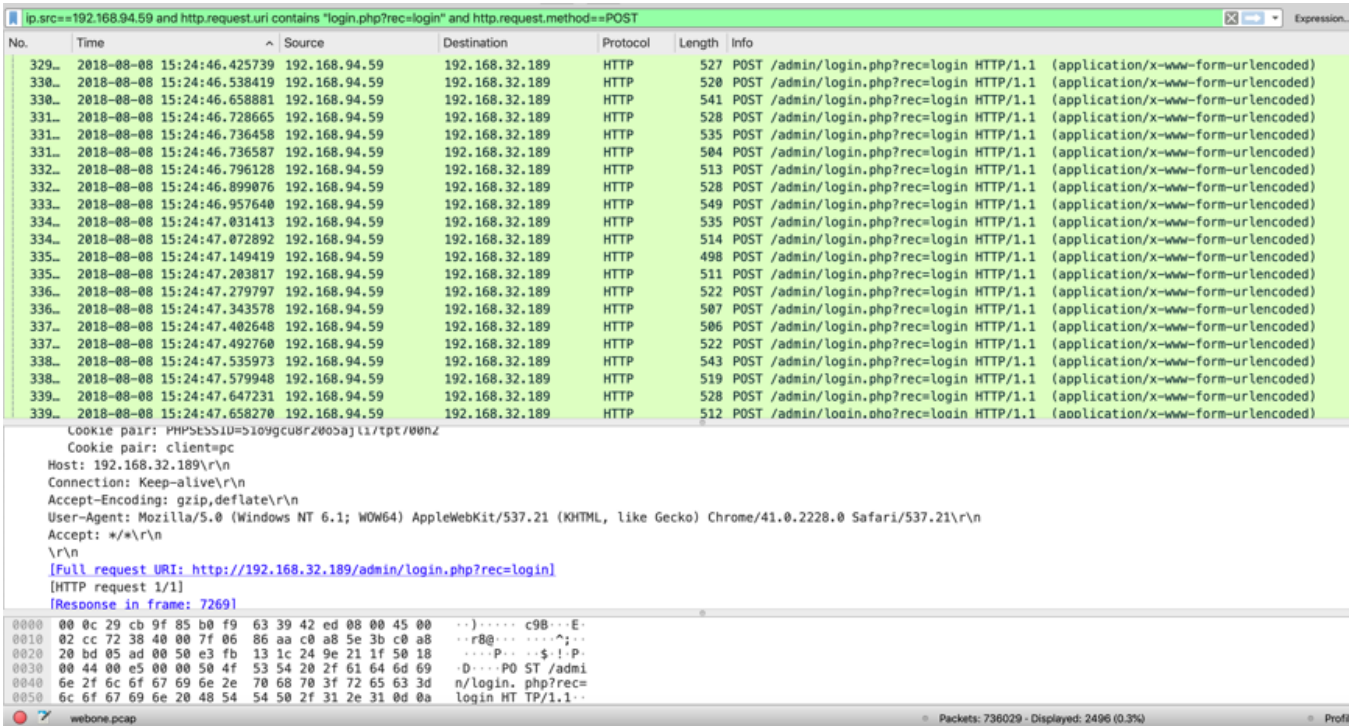 ip.src==192.168.94.59 and http.request.uri contains "login.php?rec=login" and http.request.method==POST Expression...
No. Time Source Destination Protocol Length Info
329… 2018-08-08 15:24:46.425739 192.168.94.59 192.168.32.189 HTTP 527 POST /admin/login.php?rec=login HTTP/1.1 (application/x-www-form-urlencoded)
330… 2018-08-08 15:24:46.538419 192.168.94.59 192.168.32.189 HTTP 520 POST /admin/login.php?rec=login HTTP/1.1 (application/x-www-form-urlencoded)
330… 2018-08-08 15:24:46.658881 192.168.94.59 192.168.32.189 HTTP 541 POST /admin/login.php?rec=login HTTP/1.1 (application/x-www-form-urlencoded)
331… 2018-08-08 15:24:46.728665 192.168.94.59 192.168.32.189 HTTP 528 POST /admin/login.php?rec=login HTTP/1.1 (application/x-www-form-urlencoded)
331… 2018-08-08 15:24:46.736458 192.168.94.59 192.168.32.189 HTTP 535 POST /admin/login.php?rec=login HTTP/1.1 (application/x-www-form-urlencoded)
331… 2018-08-08 15:24:46.736587 192.168.94.59 192.168.32.189 HTTP 504 POST /admin/login.php?rec=login HTTP/1.1 (application/x-www-form-urlencoded)
332… 2018-08-08 15:24:46.796128 192.168.94.59 192.168.32.189 HTTP 513 POST /admin/login.php?rec=login HTTP/1.1 (application/x-www-form-urlencoded)
332… 2018-08-08 15:24:46.899076 192.168.94.59 192.168.32.189 HTTP 528 POST /admin/login.php?rec=login HTTP/1.1 (application/x-www-form-urlencoded)
333… 2018-08-08 15:24:46.957640 192.168.94.59 192.168.32.189 HTTP 549 POST /admin/login.php?rec=login HTTP/1.1 (application/x-www-form-urlencoded)
334… 2018-08-08 15:24:47.031413 192.168.94.59 192.168.32.189 HTTP 535 POST /admin/login.php?rec=login HTTP/1.1 (application/x-www-form-urlencoded)
334… 2018-08-08 15:24:47.072892 192.168.94.59 192.168.32.189 HTTP 514 POST /admin/login.php?rec=login HTTP/1.1 (application/x-www-form-urlencoded)
335… 2018-08-08 15:24:47.149419 192.168.94.59 192.168.32.189 HTTP 498 POST /admin/login.php?rec=login HTTP/1.1 (application/x-www-form-urlencoded)
335… 2018-08-08 15:24:47.203817 192.168.94.59 192.168.32.189 HTTP 511 POST /admin/login.php?rec=login HTTP/1.1 (application/x-www-form-urlencoded)
336… 2018-08-08 15:24:47.279797 192.168.94.59 192.168.32.189 HTTP 522 POST /admin/login.php?rec=login HTTP/1.1 (application/x-www-form-urlencoded)
336… 2018-08-08 15:24:47.343578 192.168.94.59 192.168.32.189 HTTP 507 POST /admin/login.php?rec=login HTTP/1.1 (application/x-www-form-urlencoded)
337… 2018-08-08 15:24:47.402648 192.168.94.59 192.168.32.189 HTTP 506 POST /admin/login.php?rec=login HTTP/1.1 (application/x-www-form-urlencoded)
337… 2018-08-08 15:24:47.492760 192.168.94.59 192.168.32.189 HTTP 522 POST /admin/login.php?rec=login HTTP/1.1 (application/x-www-form-urlencoded)
338… 2018-08-08 15:24:47.535973 192.168.94.59 192.168.32.189 HTTP 543 POST /admin/login.php?rec=login HTTP/1.1 (application/x-www-form-urlencoded)
338… 2018-08-08 15:24:47.579948 192.168.94.59 192.168.32.189 HTTP 519 POST /admin/login.php?rec=login HTTP/1.1 (application/x-www-form-urlencoded)
339… 2018-08-08 15:24:47.647231 192.168.94.59 192.168.32.189 HTTP 528 POST /admin/login.php?rec=login HTTP/1.1 (application/x-www-form-urlencoded)
339… 2018-08-08 15:24:47.658270 192.168.94.59 192.168.32.189 HTTP 512 POST /admin/login.php?rec=login HTTP/1.1 (application/x-www-form-urlencoded)
Cookie pair:
Cookie pair: client=pc
Host: 192.168.32.189\r\n
Connection: Keep-alive\r\n
Accept-Encoding: gzip,deflate\r\n
User-Agent: Mozilla/5.0 (Windows NT 6.1; WOW64) AppleWebKit/537.21 (KHTML, like Gecko) Chrome/41.0.2228.0 Safari/537.21\r\n
Accept: */*\r\n
\r\n
[Full request URI: http://192.168.32.189/admin/login.php?rec=login]
[HTTP request 1/1]
[Response in frame: 7269]
0000 00 0c 29 cb 9f 85 b0 f9 63 39 42 ed 08 00 45 00 ··)····· c9B···E·
0010 02 cc 72 38 40 00 7f 06 86 aa c0 a8 5e 3b c0 a8 ··r8@··· ····^;··
0020 20 bd 05 ad 00 50 e3 fb 13 1c 24 9e 21 1f 50 18 ····P·· ··$·!·P·
0030 00 44 00 e5 00 00 50 4f 53 54 20 2f 61 64 6d 69 ·D····PO ST /admi
0040 6e 2f 6c 6f 67 69 6e 2e 70 68 70 3f 72 65 63 3d n/login. php?rec=
0050 6c 6f 67 69 6e 20 48 54 54 50 2f 31 2e 31 0d 0a login HT TP/1.1··
webone.pcap Packets: 736029 · Displayed: 2496 (0.3%) Profil